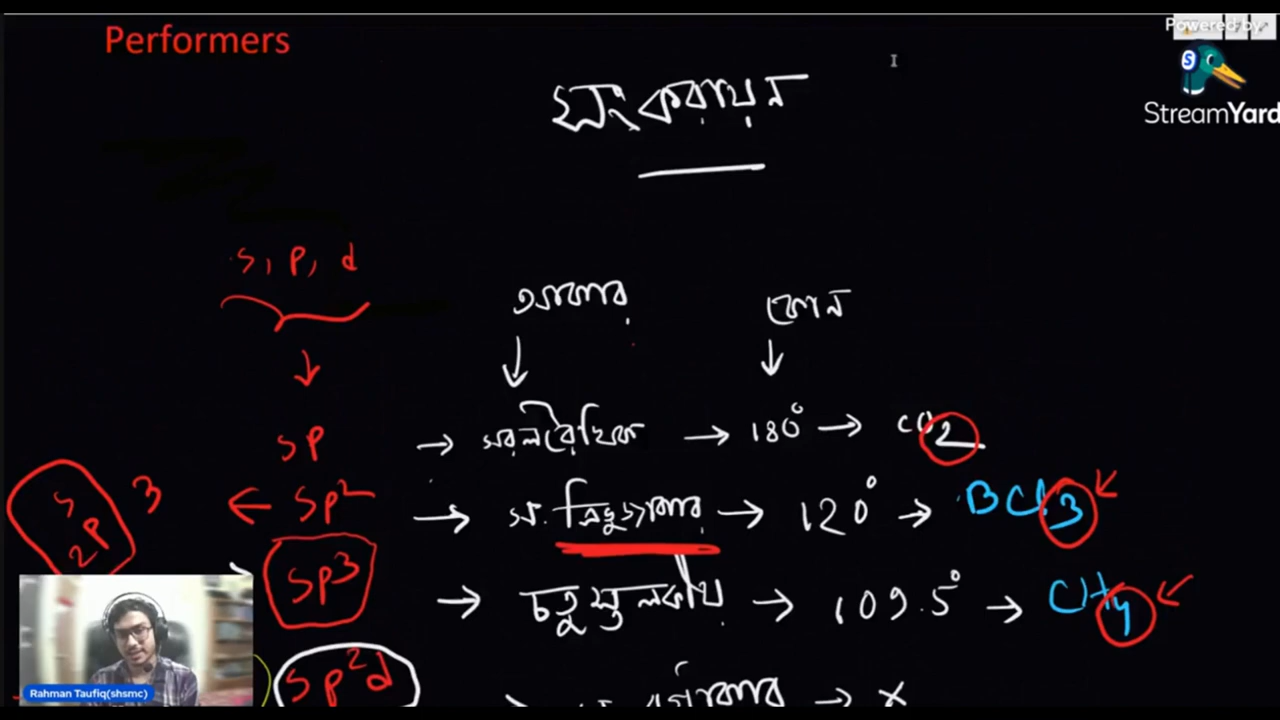 Powered by
Performers
StreamYard
সংকরায়ন
s, p, d
আকার
কোন
sp → সরলরৈখিক → 180° → CO2
s 2p 3 ← sp² → স. ত্রিভুজাকার → 120° → BCl3
sp³ → চতুস্তলকীয় → 109.5° → CH4
Rahman Taufiq(shsmc)
sp²d → x